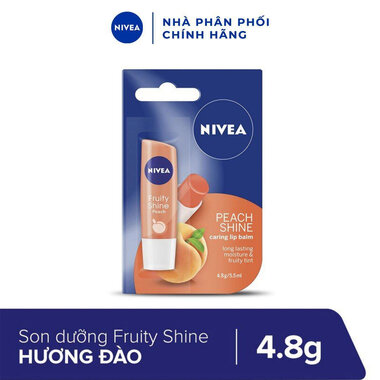 NIVEA
NHÀ PHÂN PHỐI
CHÍNH HÃNG
NIVEA
NIVEA
Fruity
Shine
Peach
PEACH
SHINE
caring lip balm
long lasting
moisture &
fruity tint
4.8g/5.5ml
Son dưỡng Fruity Shine
HƯƠNG ĐÀO
4.8g